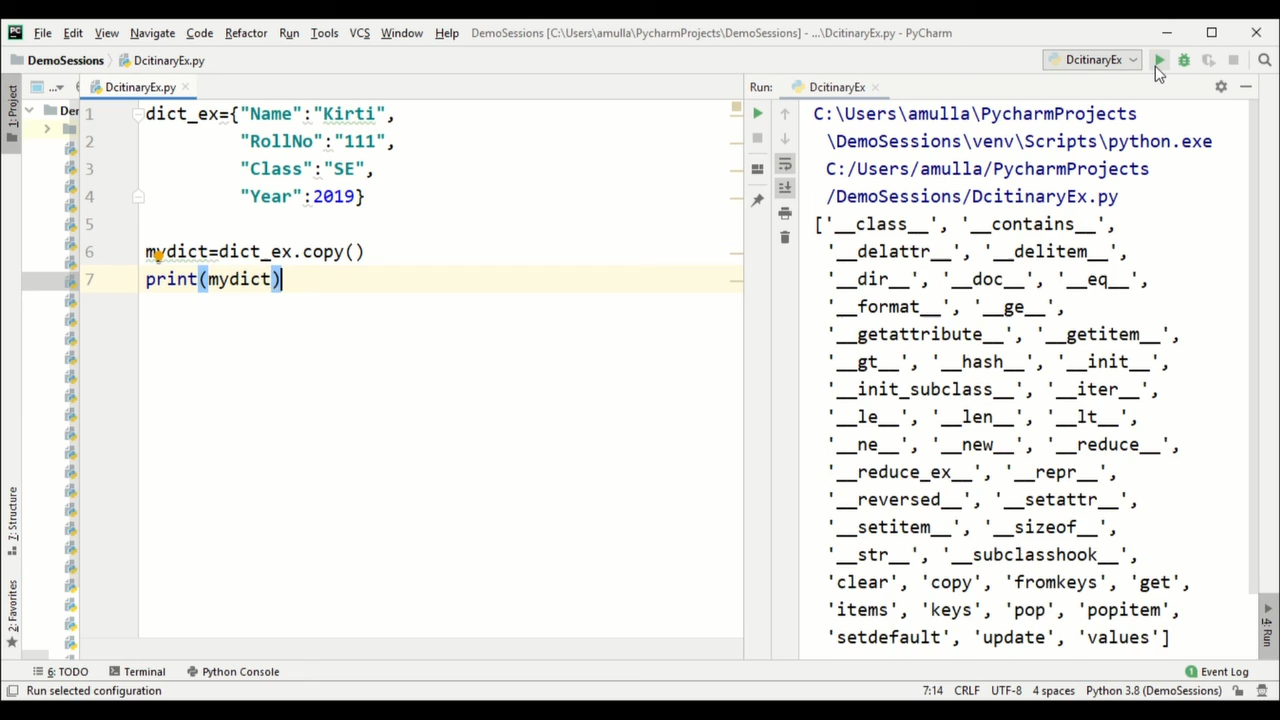 PC File Edit View Navigate Code Refactor Run Tools VCS Window Help DemoSessions [C:\Users\amulla\PycharmProjects\DemoSessions] - ...\DcitinaryEx.py - PyCharm
DemoSessions DcitinaryEx.py DcitinaryEx
1: Project
... DcitinaryEx.py
Der
1 dict_ex={"Name":"Kirti",
2 "RollNo":"111",
3 "Class":"SE",
4 "Year":2019}
5
6 mydict=dict_ex.copy()
7 print(mydict)
Run: DcitinaryEx
C:\Users\amulla\PycharmProjects
\DemoSessions\venv\Scripts\python.exe
C:/Users/amulla/PycharmProjects
/DemoSessions/DcitinaryEx.py
['__class__', '__contains__',
'__delattr__', '__delitem__',
'__dir__', '__doc__', '__eq__',
'__format__', '__ge__',
'__getattribute__', '__getitem__',
'__gt__', '__hash__', '__init__',
'__init_subclass__', '__iter__',
'__le__', '__len__', '__lt__',
'__ne__', '__new__', '__reduce__',
'__reduce_ex__', '__repr__',
'__reversed__', '__setattr__',
'__setitem__', '__sizeof__',
'__str__', '__subclasshook__',
'clear', 'copy', 'fromkeys', 'get',
'items', 'keys', 'pop', 'popitem',
'setdefault', 'update', 'values']
7: Structure
2: Favorites
4: Run
6: TODO Terminal Python Console 1 Event Log
Run selected configuration 7:14 CRLF UTF-8 4 spaces Python 3.8 (DemoSessions)